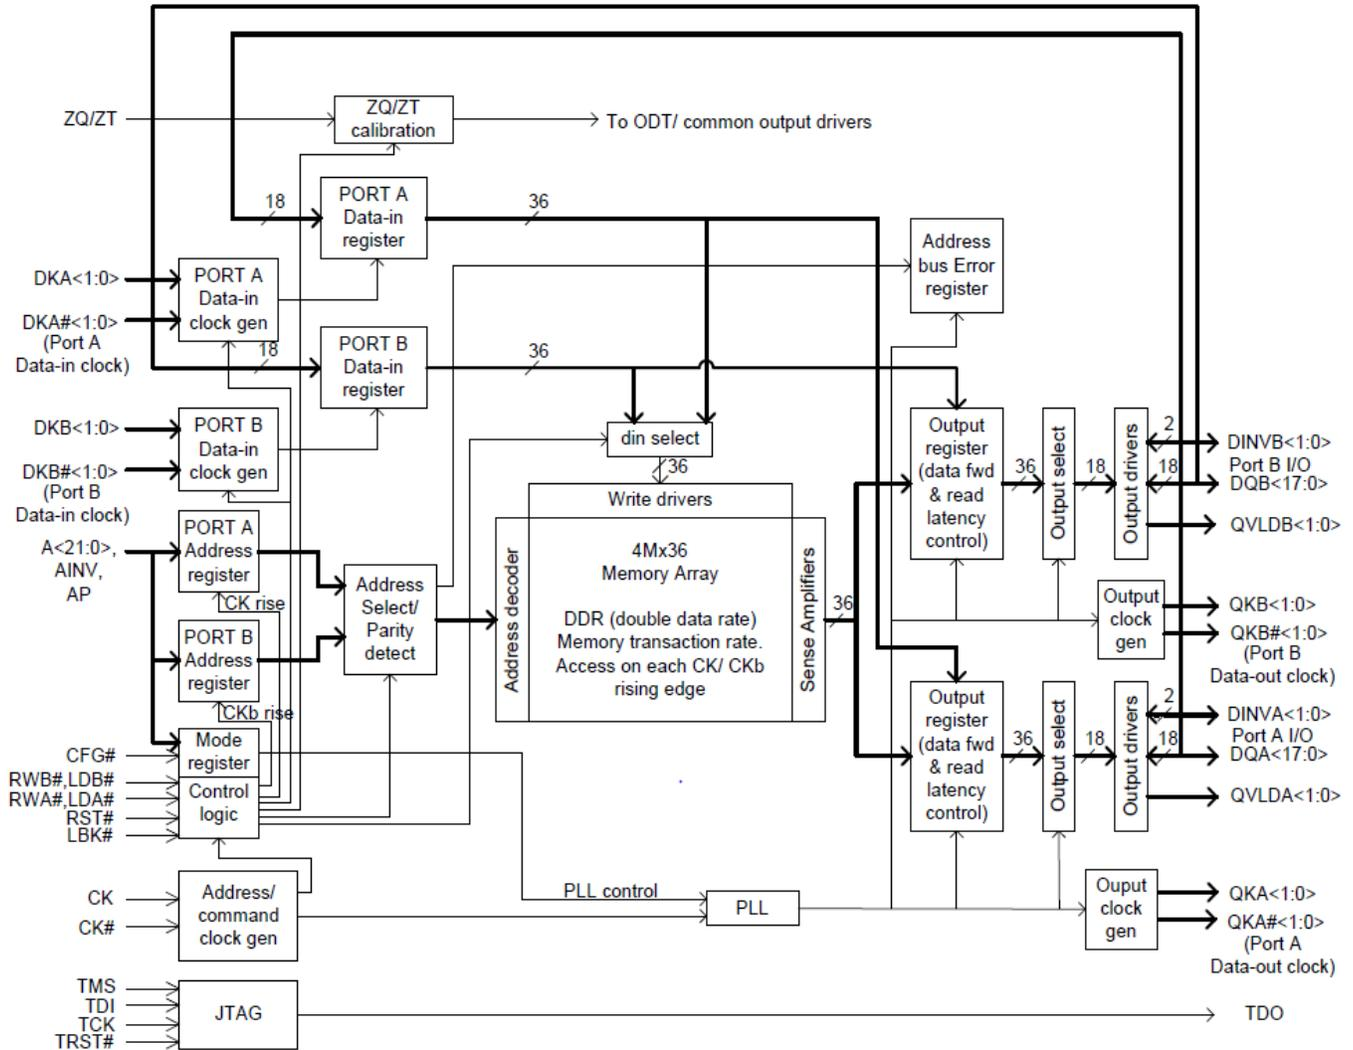 ZQ/ZT
ZQ/ZT
calibration
To ODT/ common output drivers
18
PORT A
Data-in
register
36
Address
bus Error
register
DKA<1:0>
DKA#<1:0>
(Port A
Data-in clock)
PORT A
Data-in
clock gen
18
PORT B
Data-in
register
36
DKB<1:0>
DKB#<1:0>
(Port B
Data-in clock)
PORT B
Data-in
clock gen
din select
36
Write drivers
A<21:0>,
AINV,
AP
PORT A
Address
register
CK rise
PORT B
Address
register
CKb rise
Address
Select/
Parity
detect
Address decoder
4Mx36
Memory Array
DDR (double data rate)
Memory transaction rate.
Access on each CK/ CKb
rising edge
Sense Amplifiers
36
Output
register
(data fwd
& read
latency
control)
36
Output select
18
Output drivers
2
18
DINVB<1:0>
Port B I/O
DQB<17:0>
QVLDB<1:0>
Output
clock
gen
QKB<1:0>
QKB#<1:0>
(Port B
Data-out clock)
Output
register
(data fwd
& read
latency
control)
36
Output select
18
Output drivers
2
18
DINVA<1:0>
Port A I/O
DQA<17:0>
QVLDA<1:0>
CFG#
RWB#,LDB#
RWA#,LDA#
RST#
LBK#
Mode
register
Control
logic
CK
CK#
Address/
command
clock gen
PLL control
PLL
Ouput
clock
gen
QKA<1:0>
QKA#<1:0>
(Port A
Data-out clock)
TMS
TDI
TCK
TRST#
JTAG
TDO